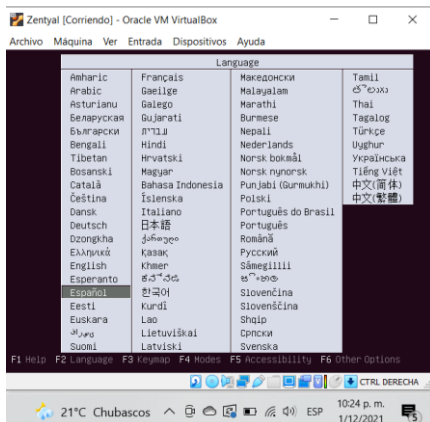 Zentyal [Corriendo] - Oracle VM VirtualBox
Archivo Máquina Ver Entrada Dispositivos Ayuda
Language
Amharic Français Македонски Tamil
Arabic Gaeilge Malayalam తెలుగు
Asturianu Galego Marathi Thai
Беларуская Gujarati Burmese Tagalog
Български עברית Nepali Türkçe
Bengali Hindi Nederlands Uyghur
Tibetan Hrvatski Norsk bokmål Українська
Bosanski Magyar Norsk nynorsk Tiếng Việt
Català Bahasa Indonesia Punjabi (Gurmukhi) 中文(简体)
Čeština Íslenska Polski 中文(繁體)
Dansk Italiano Português do Brasil
Deutsch 日本語 Português
Dzongkha ქართული Română
Ελληνικά Қазақ Русский
English Khmer Sámegillii
Esperanto ಕನ್ನಡ සිංහල
Español 한국어 Slovenčina
Eesti Kurdî Slovenščina
Euskara Lao Shqip
Lietuviškai Српски
Suomi Latviski Svenska
F1 Help F2 Language F3 Keymap F4 Modes F5 Accessibility F6 Other Options
CTRL DERECHA
21°C Chubascos ESP 10:24 p. m.
1/12/2021 5